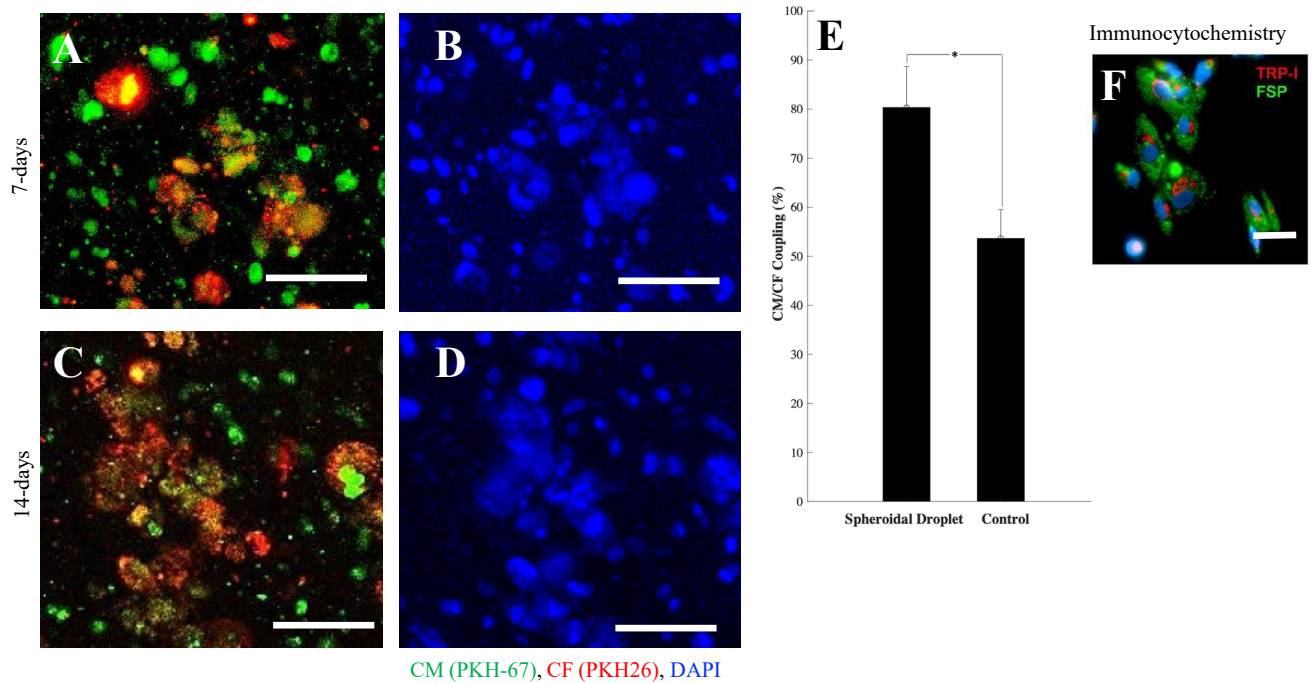 A
B
7-days
C
D
14-days
CM (PKH-67), CF (PKH26), DAPI
E
100
90
80
70
60
50
40
30
20
10
0
CM/CF Coupling (%)
*
Spheroidal Droplet
Control
Immunocytochemistry
F
TRP-I
FSP